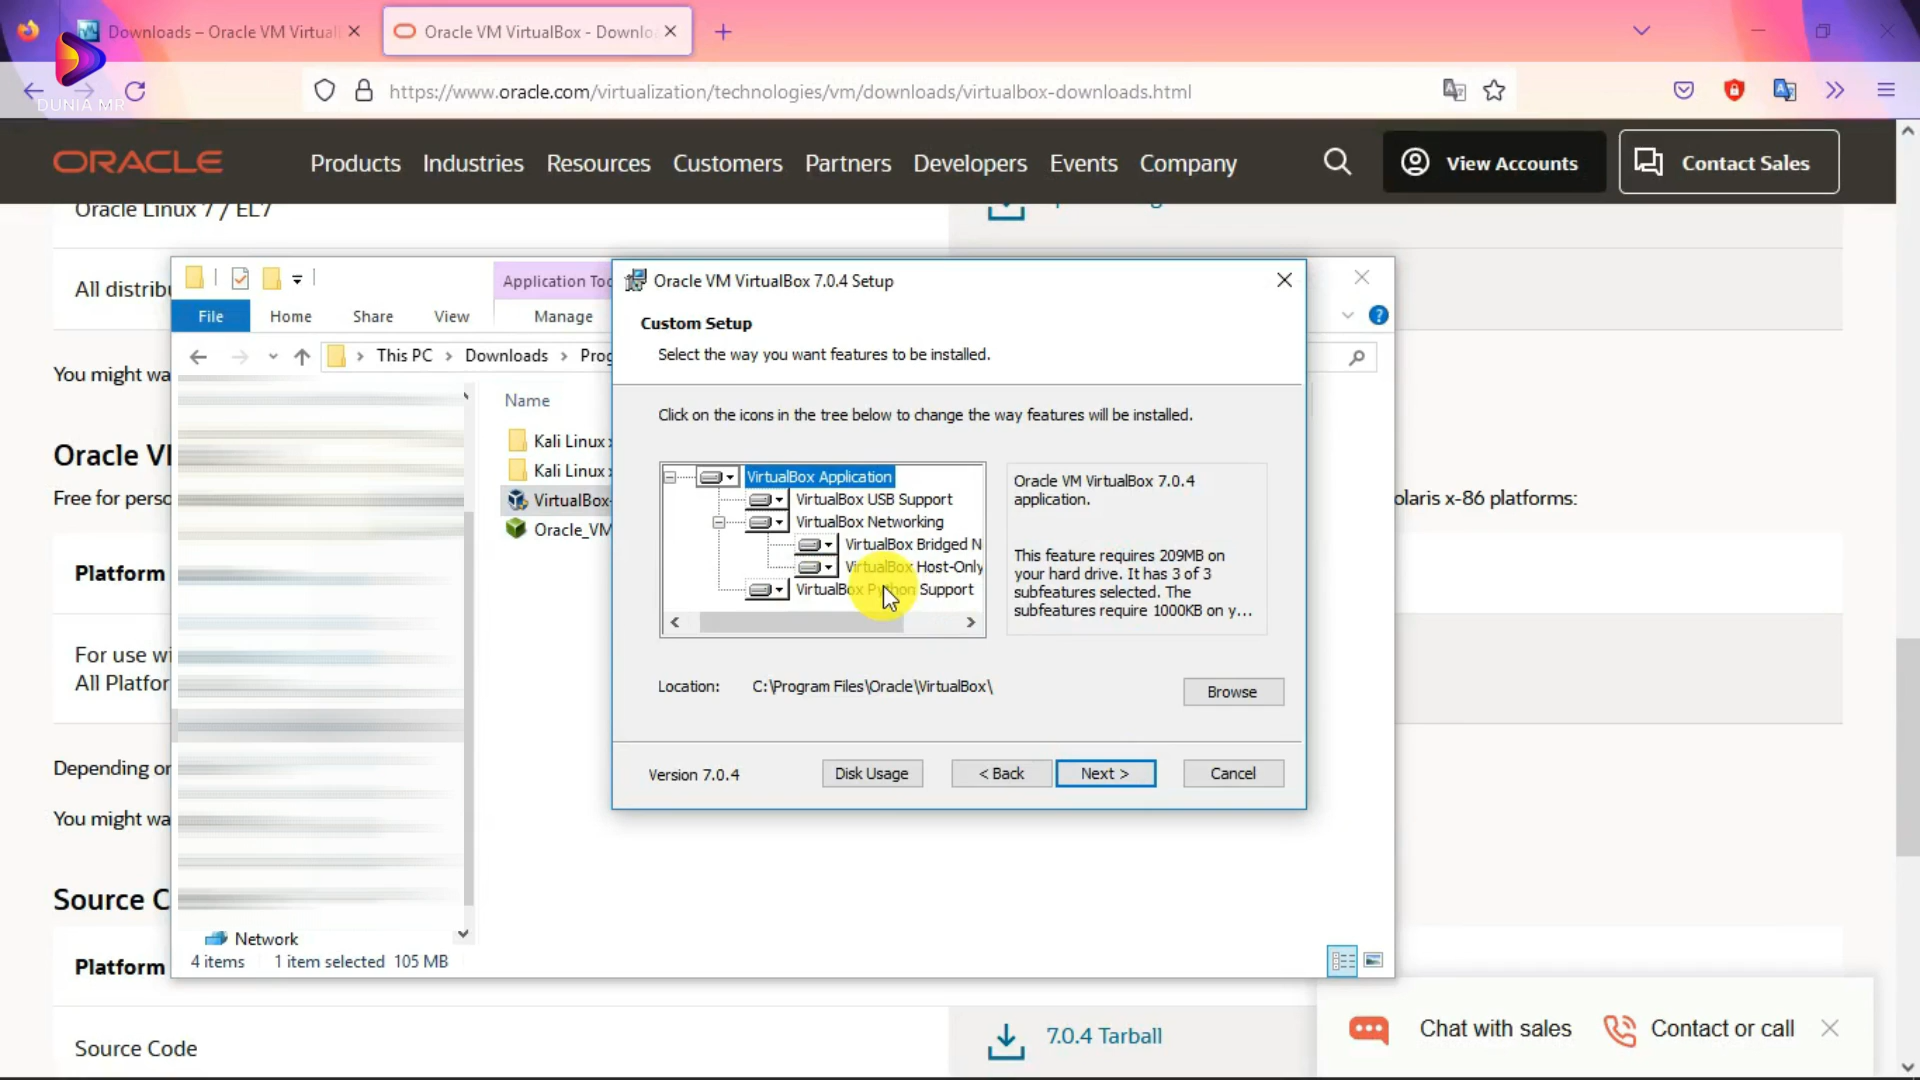 Downloads – Oracle VM Virtual
Oracle VM VirtualBox - Downlo
DUNIA MR
https://www.oracle.com/virtualization/technologies/vm/downloads/virtualbox-downloads.html
ORACLE
Products Industries Resources Customers Partners Developers Events Company
View Accounts
Contact Sales
Oracle Linux 7 / EL7
All distribu
You might wa
Oracle VI
Free for perso
olaris x-86 platforms:
Platform
For use wi
All Platfor
Depending or
You might wa
Source C
Platform
Source Code
7.0.4 Tarball
Application Too
File Home Share View Manage
This PC > Downloads > Prog
Name
Kali Linux
Kali Linux
VirtualBox-
Oracle_VM
Network
4 items 1 item selected 105 MB
Oracle VM VirtualBox 7.0.4 Setup
Custom Setup
Select the way you want features to be installed.
Click on the icons in the tree below to change the way features will be installed.
VirtualBox Application
VirtualBox USB Support
VirtualBox Networking
VirtualBox Bridged N
VirtualBox Host-Only
VirtualBox Python Support
Oracle VM VirtualBox 7.0.4
application.
This feature requires 209MB on
your hard drive. It has 3 of 3
subfeatures selected. The
subfeatures require 1000KB on y...
Location: C:\Program Files\Oracle\VirtualBox\
Browse
Version 7.0.4
Disk Usage
< Back
Next >
Cancel
Chat with sales
Contact or call